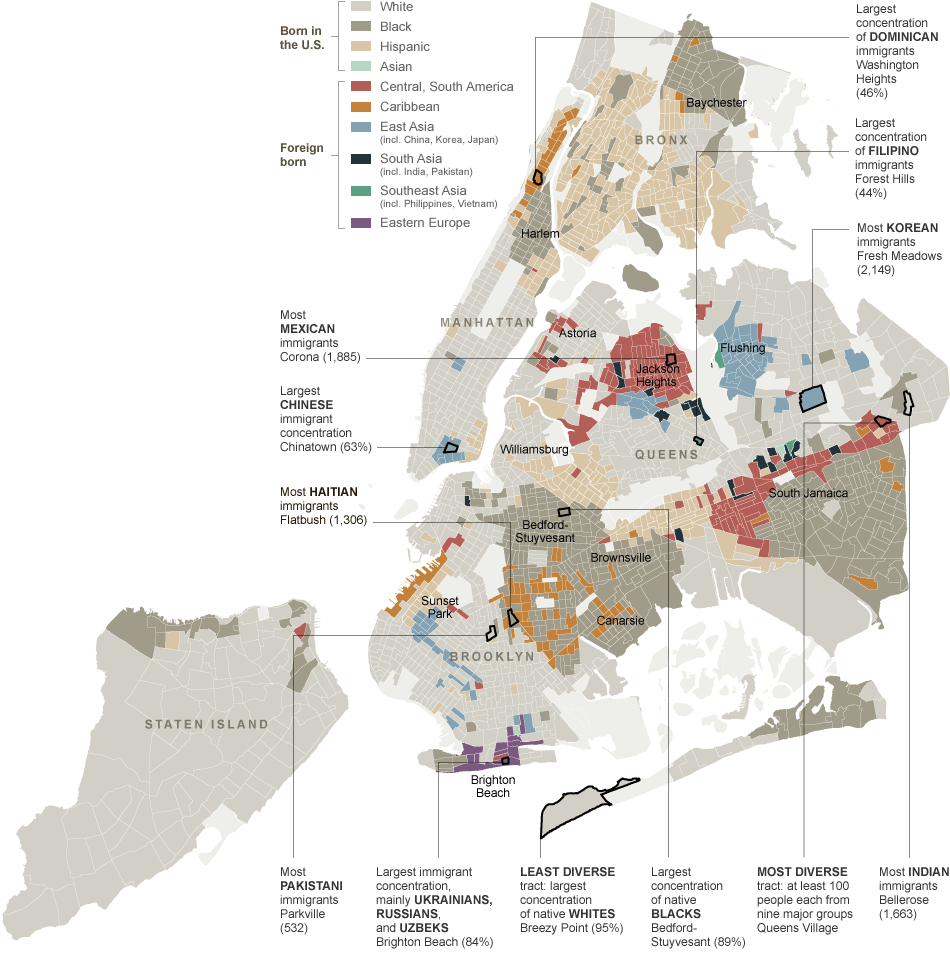 Born in
the U.S.
White
Black
Hispanic
Asian
Foreign
born
Central, South America
Caribbean
East Asia
(incl. China, Korea, Japan)
South Asia
(incl. India, Pakistan)
Southeast Asia
(incl. Philippines, Vietnam)
Eastern Europe
Largest
concentration
of DOMINICAN
immigrants
Washington
Heights
(46%)
Largest
concentration
of FILIPINO
immigrants
Forest Hills
(44%)
Most KOREAN
immigrants
Fresh Meadows
(2,149)
Most
MEXICAN
immigrants
Corona (1,885)
Largest
CHINESE
immigrant
concentration
Chinatown (63%)
Most HAITIAN
immigrants
Flatbush (1,306)
Baychester
BRONX
Harlem
MANHATTAN
Astoria
Flushing
Jackson
Heights
Williamsburg
QUEENS
South Jamaica
Bedford-
Stuyvesant
Brownsville
Sunset
Park
Canarsie
BROOKLYN
STATEN ISLAND
Brighton
Beach
Most
PAKISTANI
immigrants
Parkville
(532)
Largest immigrant
concentration,
mainly UKRAINIANS,
RUSSIANS,
and UZBEKS
Brighton Beach (84%)
LEAST DIVERSE
tract: largest
concentration
of native WHITES
Breezy Point (95%)
Largest
concentration
of native
BLACKS
Bedford-
Stuyvesant (89%)
MOST DIVERSE
tract: at least 100
people each from
nine major groups
Queens Village
Most INDIAN
immigrants
Bellerose
(1,663)